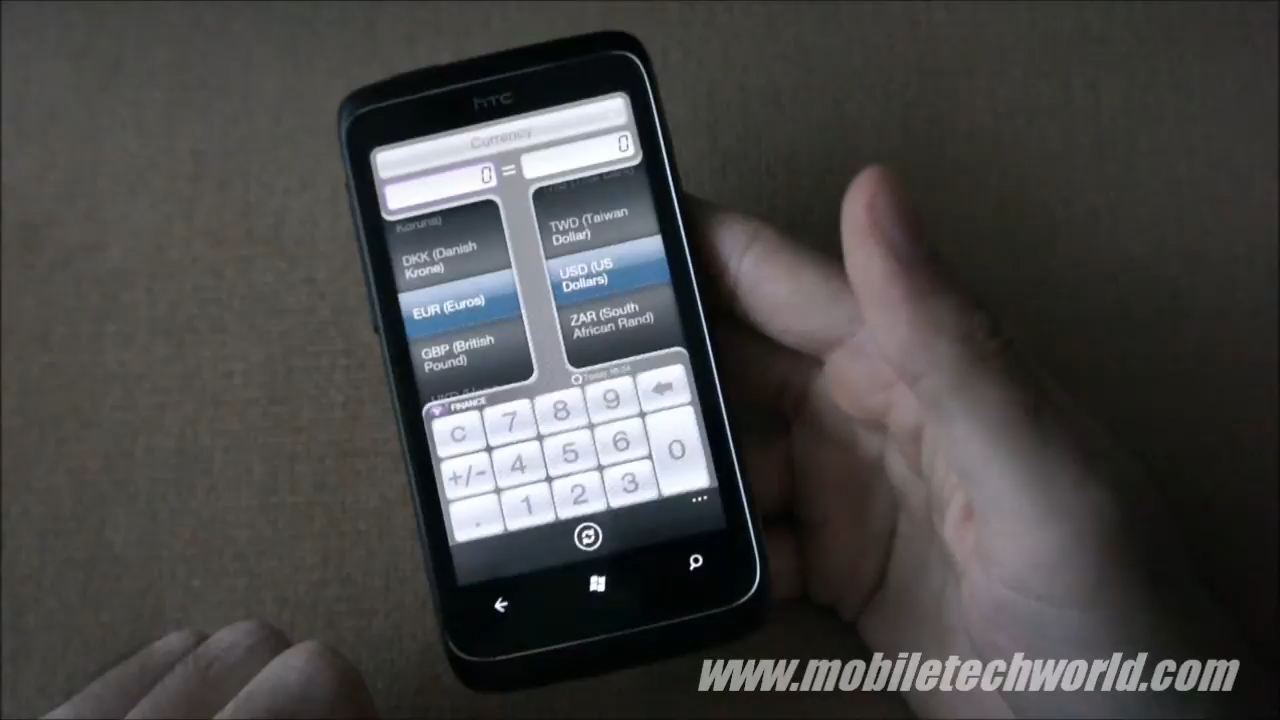 hTC
Currency
0 = 0
Koruna)
DKK (Danish
Krone)
EUR (Euros)
GBP (British
Pound)
TWD (Taiwan
Dollar)
USD (US
Dollars)
ZAR (South
African Rand)
FINANCE
C 7 8 9
+/- 4 5 6 0
. 1 2 3
www.mobiletechworld.com